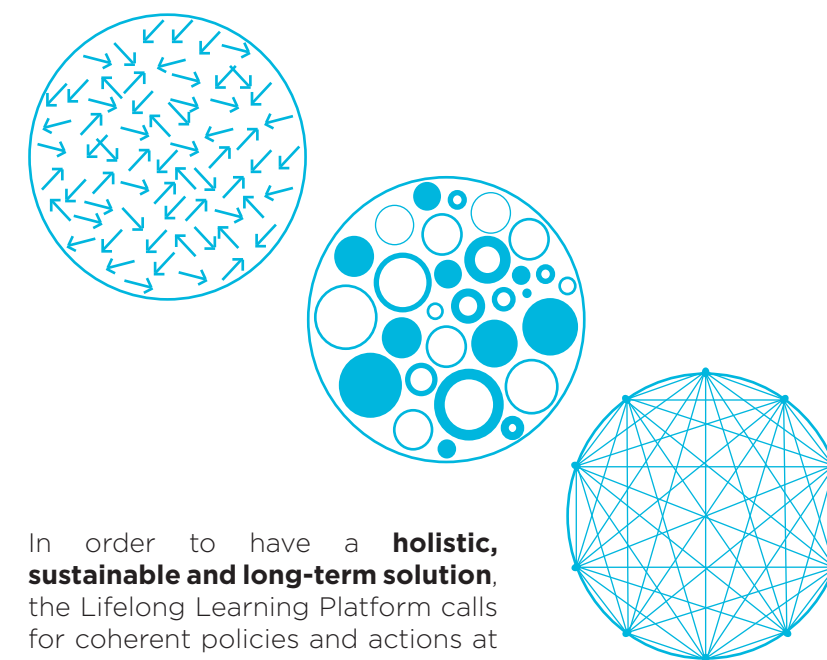 In order to have a holistic,
sustainable and long-term solution,
the Lifelong Learning Platform calls
for coherent policies and actions at